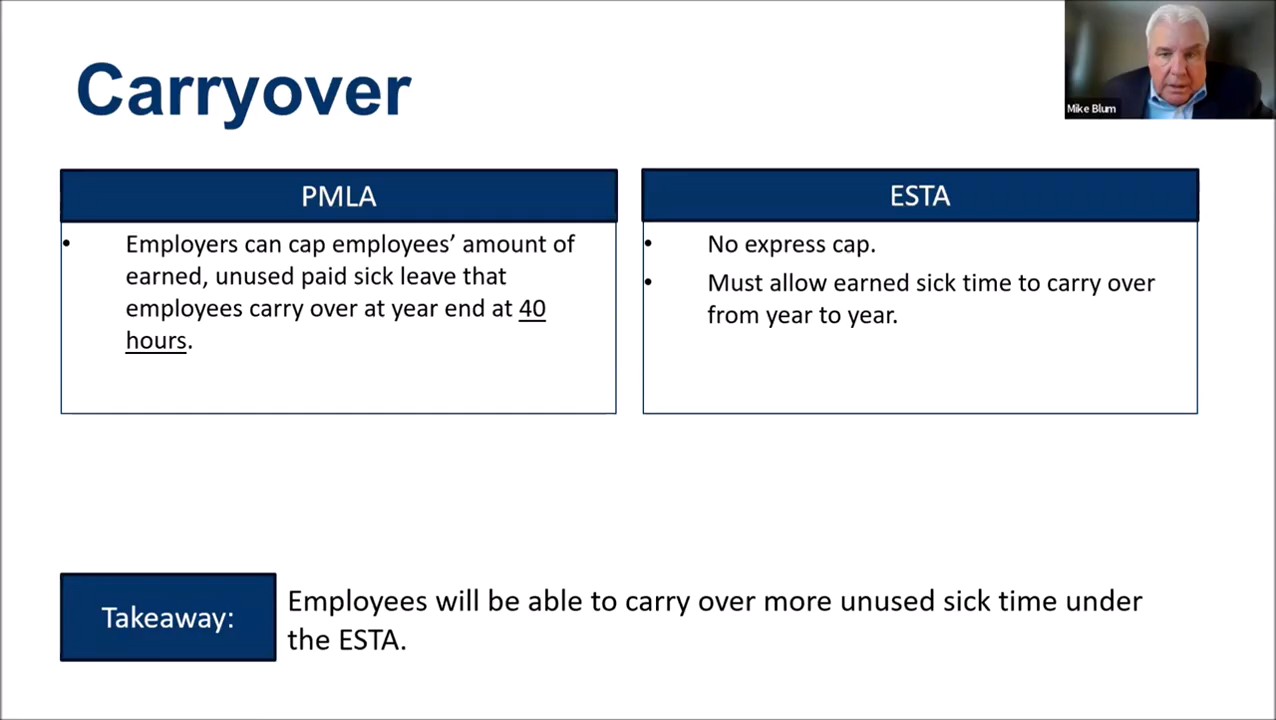 Carryover
Mike Blum
PMLA
• Employers can cap employees’ amount of
earned, unused paid sick leave that
employees carry over at year end at 40
hours.
ESTA
• No express cap.
• Must allow earned sick time to carry over
from year to year.
Takeaway:
Employees will be able to carry over more unused sick time under
the ESTA.